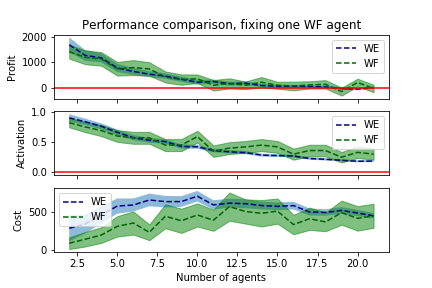 Performance comparison, fixing one WF agent
2000
1000
0
Profit
WE
WF
1.0
0.5
0.0
Activation
WE
WF
500
0
Cost
WE
WF
2.5 5.0 7.5 10.0 12.5 15.0 17.5 20.0
Number of agents